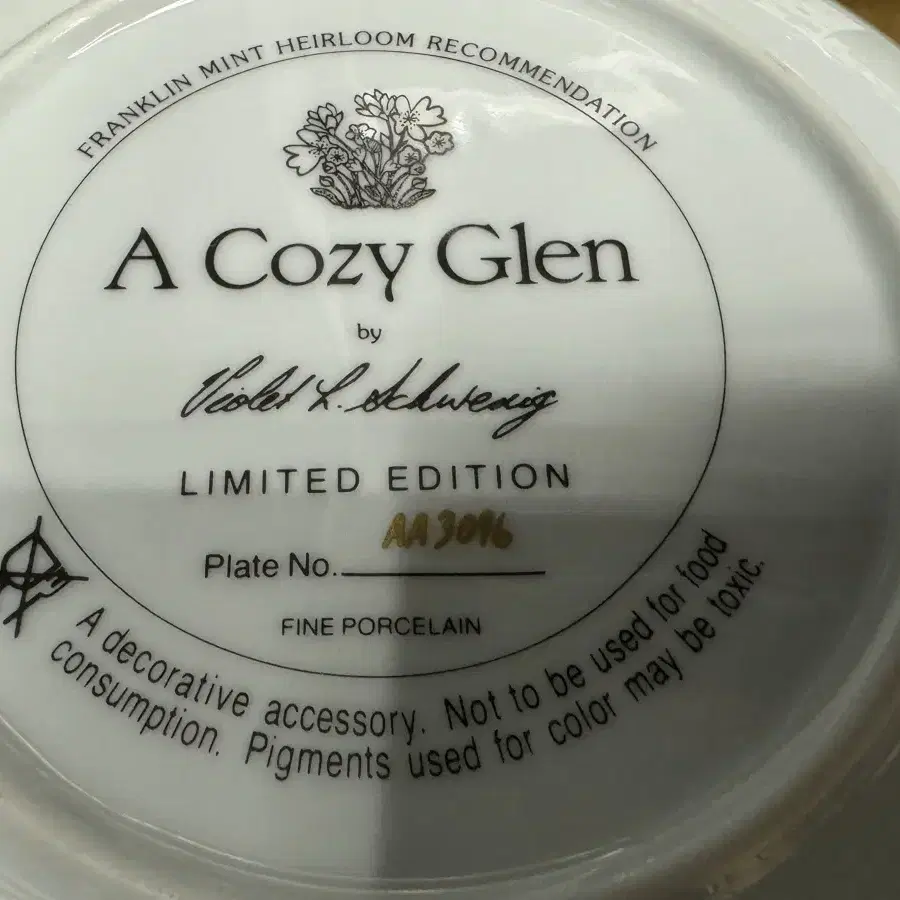 FRANKLIN MINT HEIRLOOM RECOMMENDATION
A Cozy Glen
by
Violet L. Schwenig
LIMITED EDITION
AA3096
Plate No.
FINE PORCELAIN
A decorative accessory. Not to be used for food
consumption. Pigments used for color may be toxic.